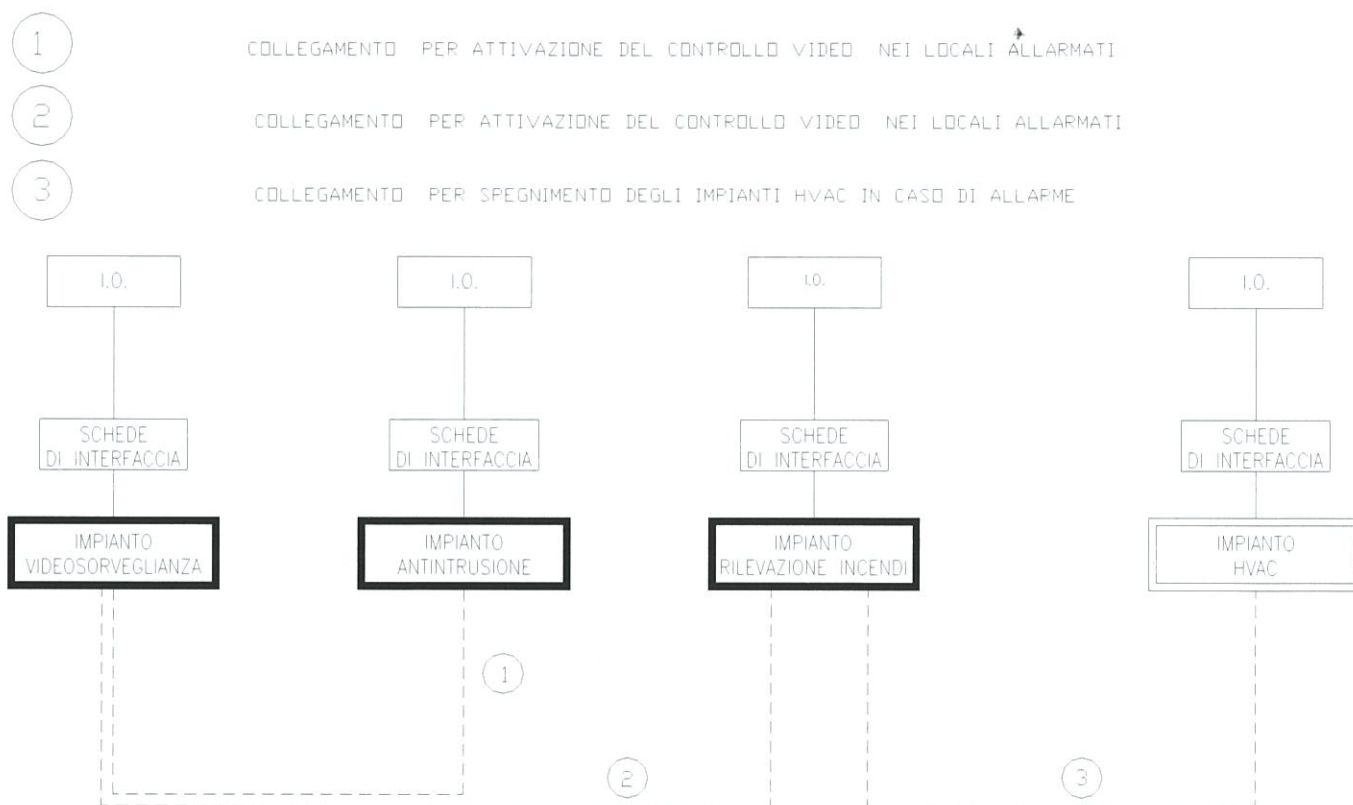 1
COLLEGAMENTO PER ATTIVAZIONE DEL CONTROLLO VIDEO NEI LOCALI ALLARMATI
2
COLLEGAMENTO PER ATTIVAZIONE DEL CONTROLLO VIDEO NEI LOCALI ALLARMATI
3
COLLEGAMENTO PER SPEGNIMENTO DEGLI IMPIANTI HVAC IN CASO DI ALLARME
I.O.
I.O.
I.O.
I.O.
SCHEDE
DI INTERFACCIA
SCHEDE
DI INTERFACCIA
SCHEDE
DI INTERFACCIA
SCHEDE
DI INTERFACCIA
IMPIANTO
VIDEOSORVEGLIANZA
IMPIANTO
ANTINTRUSIONE
IMPIANTO
RILEVAZIONE INCENDI
IMPIANTO
HVAC
1
2
3